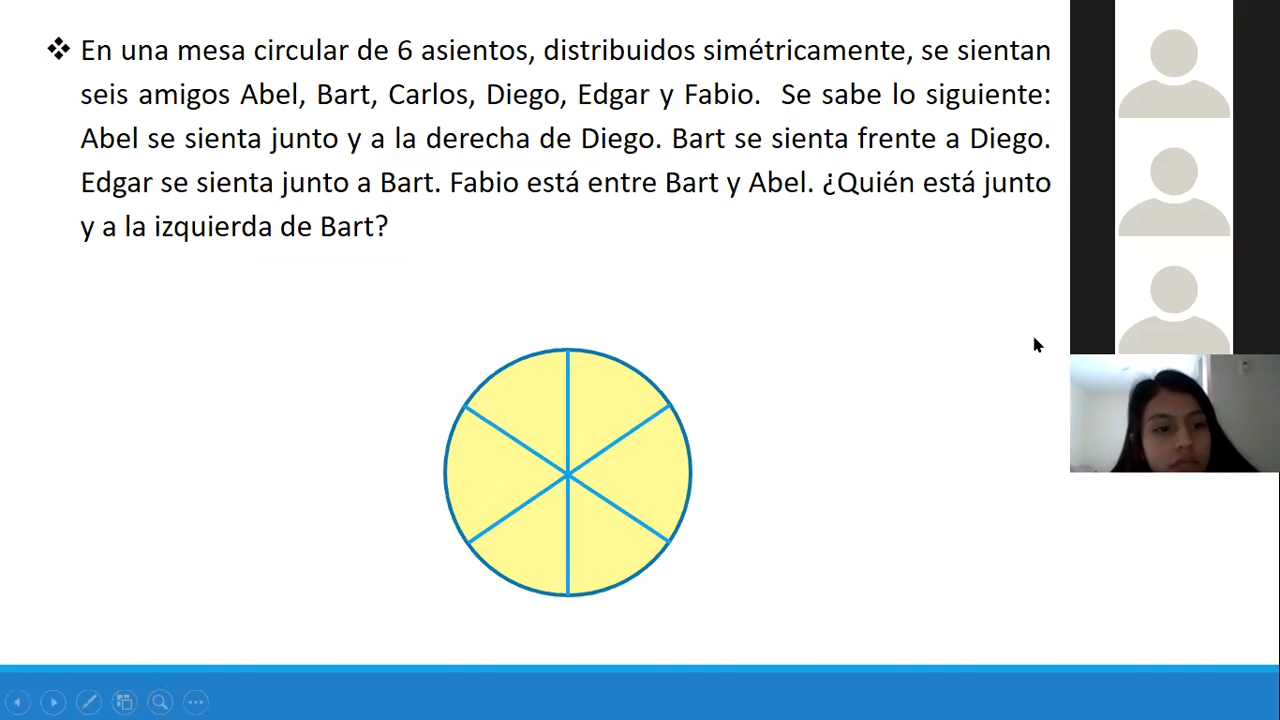 ❖ En una mesa circular de 6 asientos, distribuidos simétricamente, se sientan
seis amigos Abel, Bart, Carlos, Diego, Edgar y Fabio. Se sabe lo siguiente:
Abel se sienta junto y a la derecha de Diego. Bart se sienta frente a Diego.
Edgar se sienta junto a Bart. Fabio está entre Bart y Abel. ¿Quién está junto
y a la izquierda de Bart?